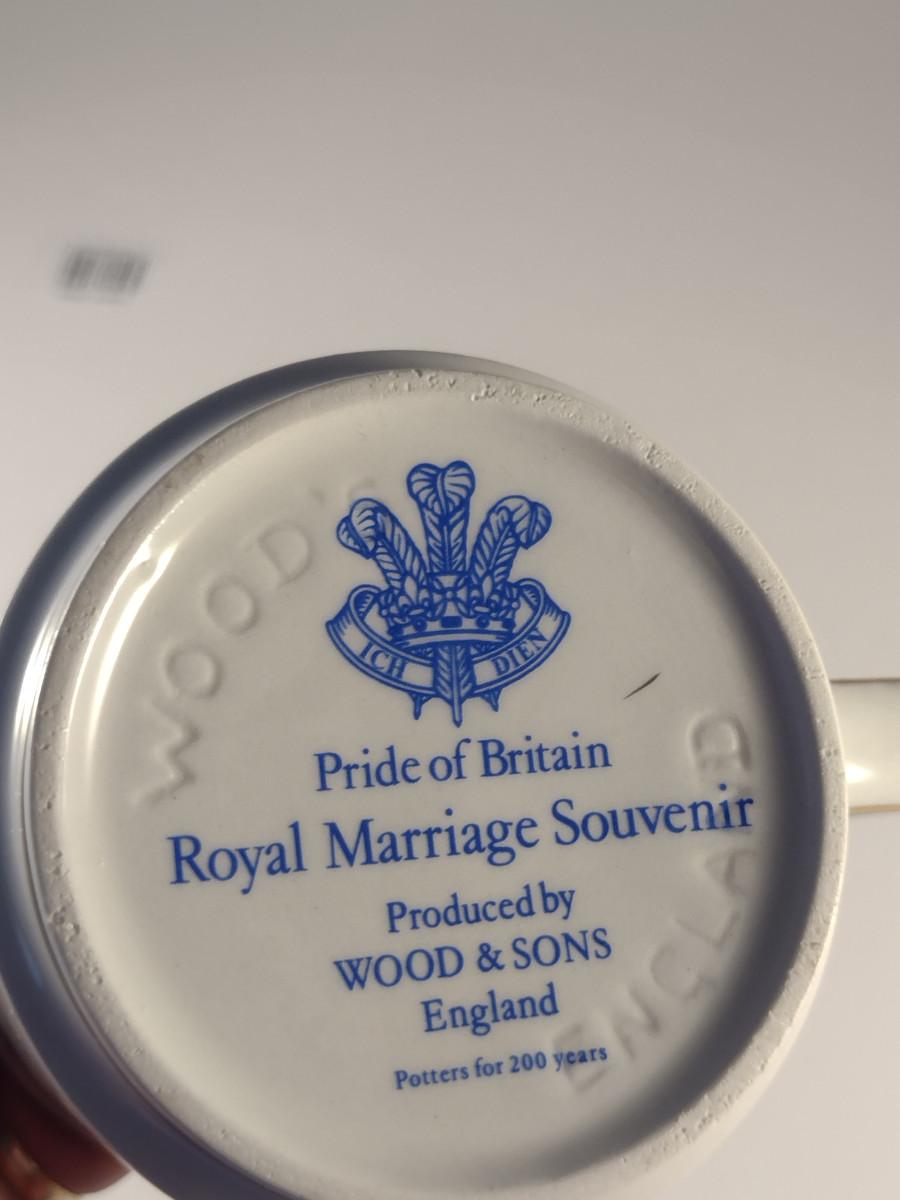 WOOD'S
ICH DIEN
Pride of Britain
Royal Marriage Souvenir
Produced by
WOOD & SONS
England
Potters for 200 years
ENGLAND